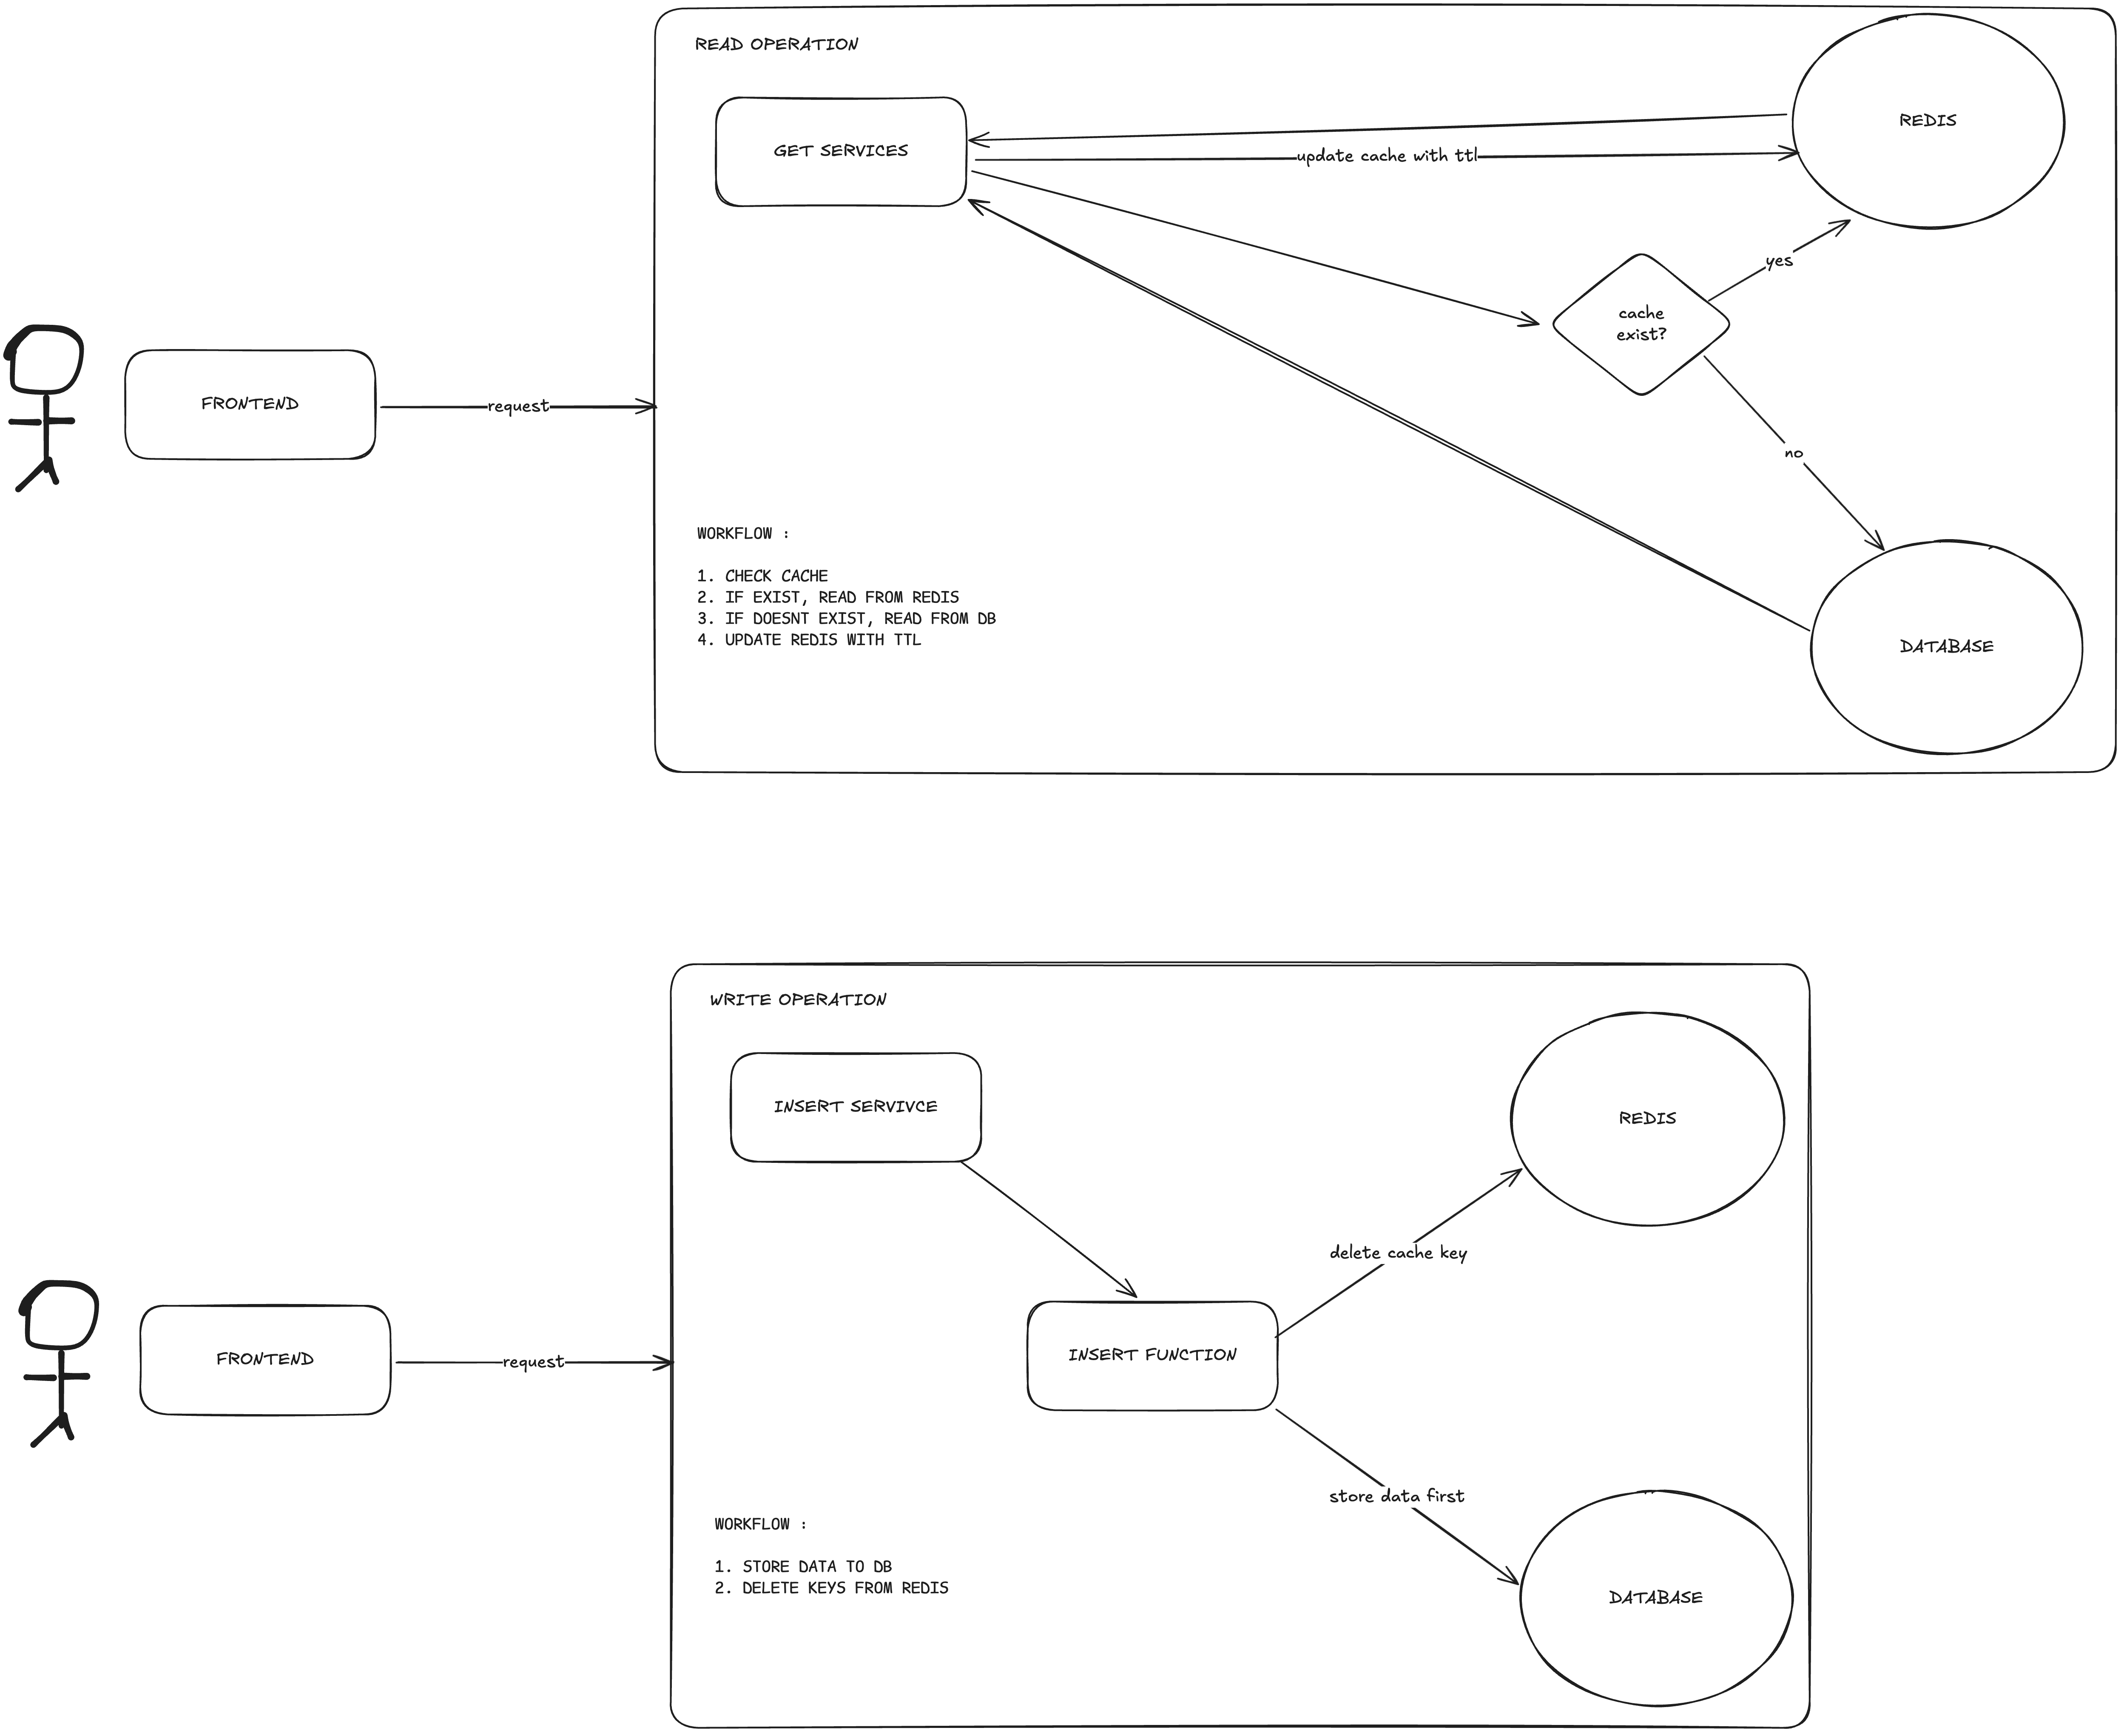 READ OPERATION
GET SERVICES
REDIS
update cache with ttl
yes
cache
exist?
FRONTEND
request
no
WORKFLOW :
1. CHECK CACHE
2. IF EXIST, READ FROM REDIS
3. IF DOESNT EXIST, READ FROM DB
4. UPDATE REDIS WITH TTL
DATABASE
WRITE OPERATION
INSERT SERVIVCE
REDIS
delete cache key
FRONTEND
request
INSERT FUNCTION
store data first
WORKFLOW :
1. STORE DATA TO DB
2. DELETE KEYS FROM REDIS
DATABASE